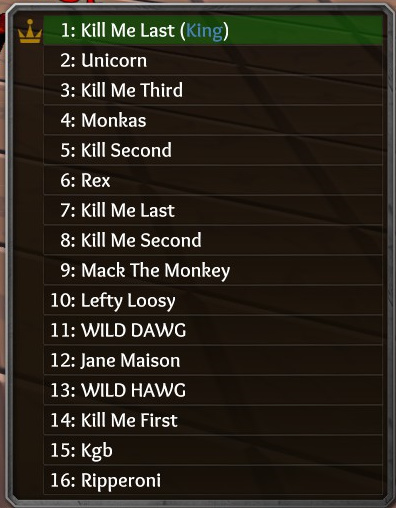 1: Kill Me Last (King)
2: Unicorn
3: Kill Me Third
4: Monkas
5: Kill Second
6: Rex
7: Kill Me Last
8: Kill Me Second
9: Mack The Monkey
10: Lefty Loosy
11: WILD DAWG
12: Jane Maison
13: WILD HAWG
14: Kill Me First
15: Kgb
16: Ripperoni